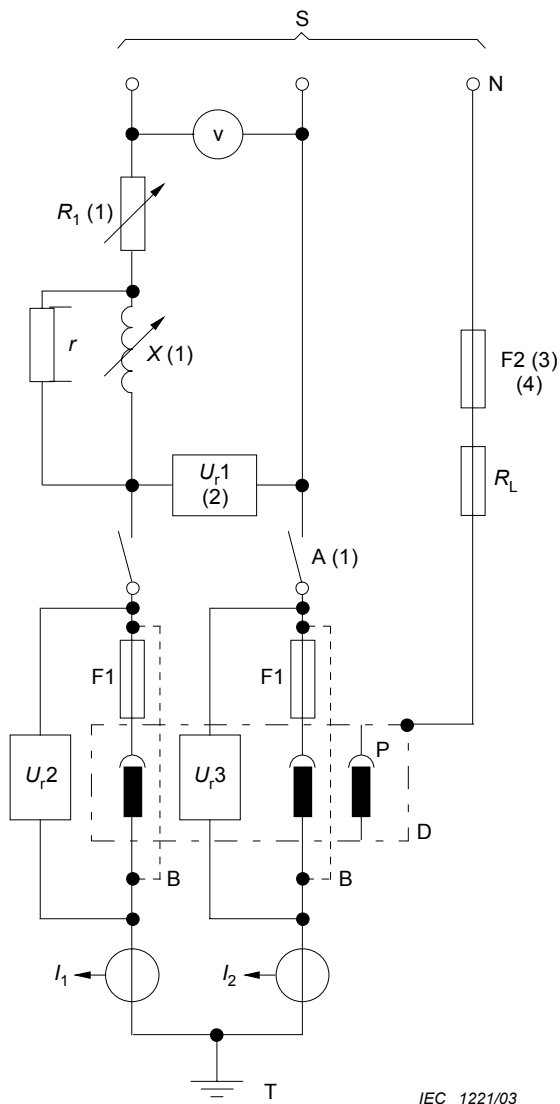 S
N
v
R1 (1)
r
X (1)
F2 (3)
(4)
Ur1
(2)
RL
A (1)
F1
F1
P
Ur2
Ur3
D
B
B
I1
I2
T
IEC 1221/03